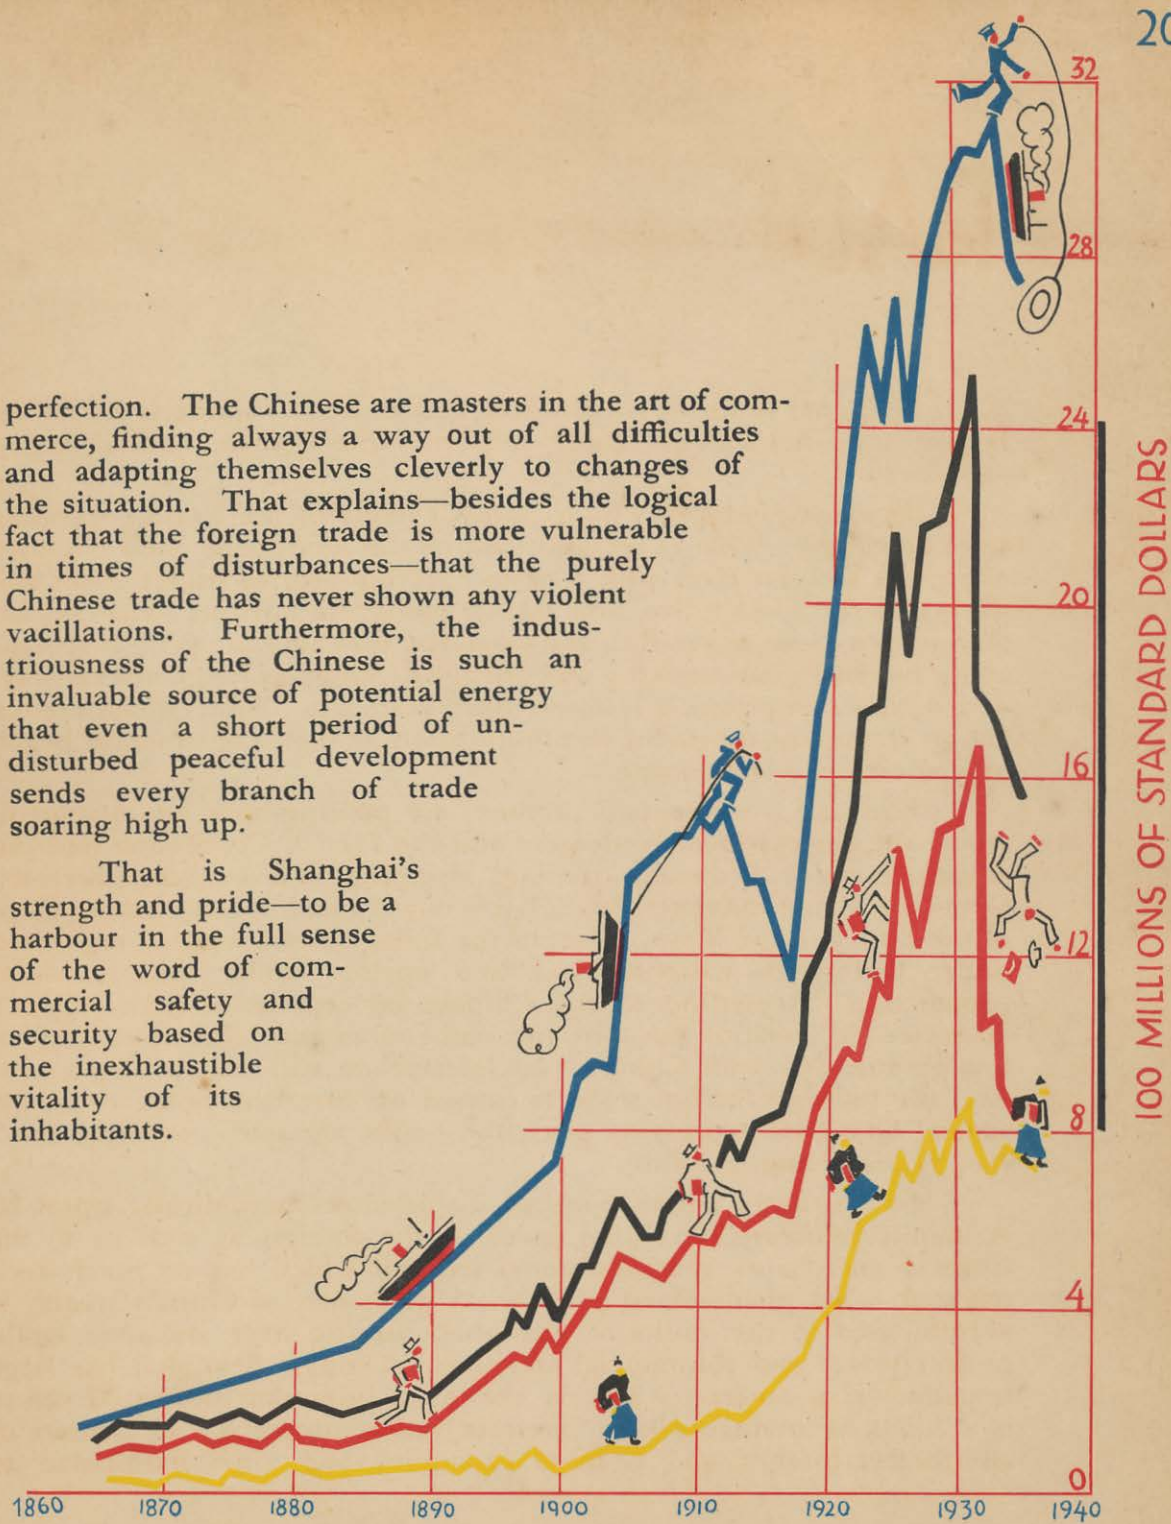 20
perfection. The Chinese are masters in the art of com-
merce, finding always a way out of all difficulties
and adapting themselves cleverly to changes of
the situation. That explains—besides the logical
fact that the foreign trade is more vulnerable
in times of disturbances—that the purely
Chinese trade has never shown any violent
vacillations. Furthermore, the indus-
triousness of the Chinese is such an
invaluable source of potential energy
that even a short period of un-
disturbed peaceful development
sends every branch of trade
soaring high up.
That is Shanghai's
strength and pride—to be a
harbour in the full sense
of the word of com-
mercial safety and
security based on
the inexhaustible
vitality of its
inhabitants.
32
28
24
20
16
12
8
4
0
100 MILLIONS OF STANDARD DOLLARS
1860 1870 1880 1890 1900 1910 1920 1930 1940